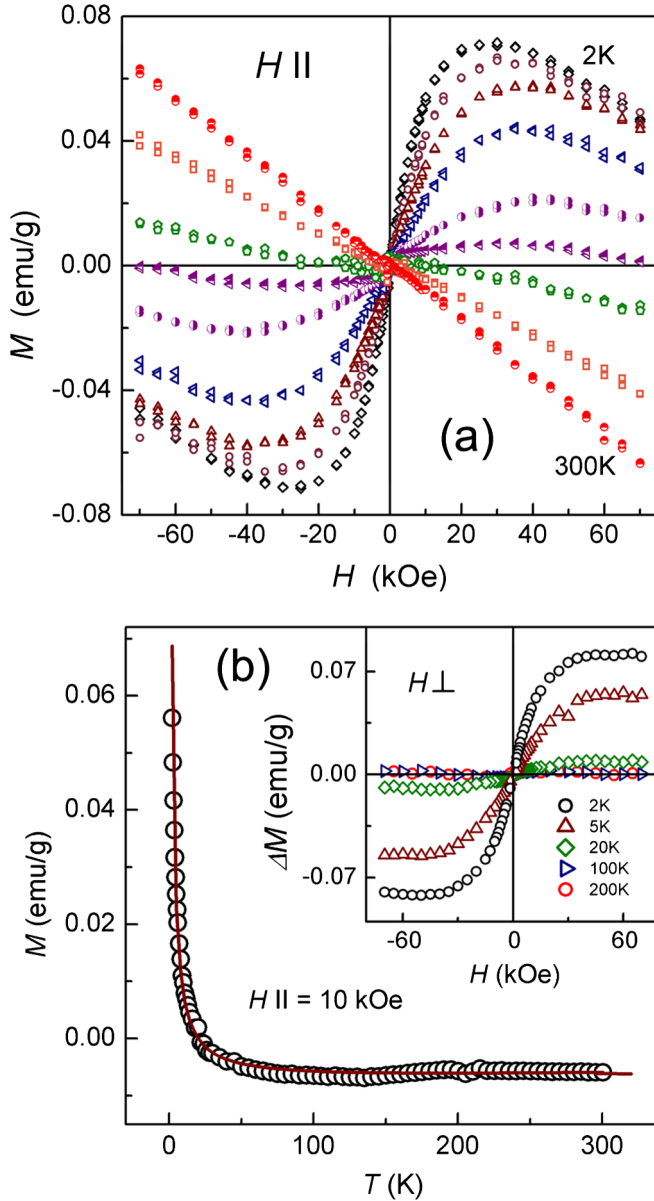 0.08
0.04
0.00
-0.04
-0.08
M (emu/g)
H II
2K
(a)
300K
-60 -40 -20 0 20 40 60
H (kOe)
(b)
0.06
0.04
0.02
0.00
M (emu/g)
H II = 10 kOe
0 100 200 300
T (K)
0.07
0.00
-0.07
ΔM (emu/g)
H⊥
2K
5K
20K
100K
200K
-60 0 60
H (kOe)